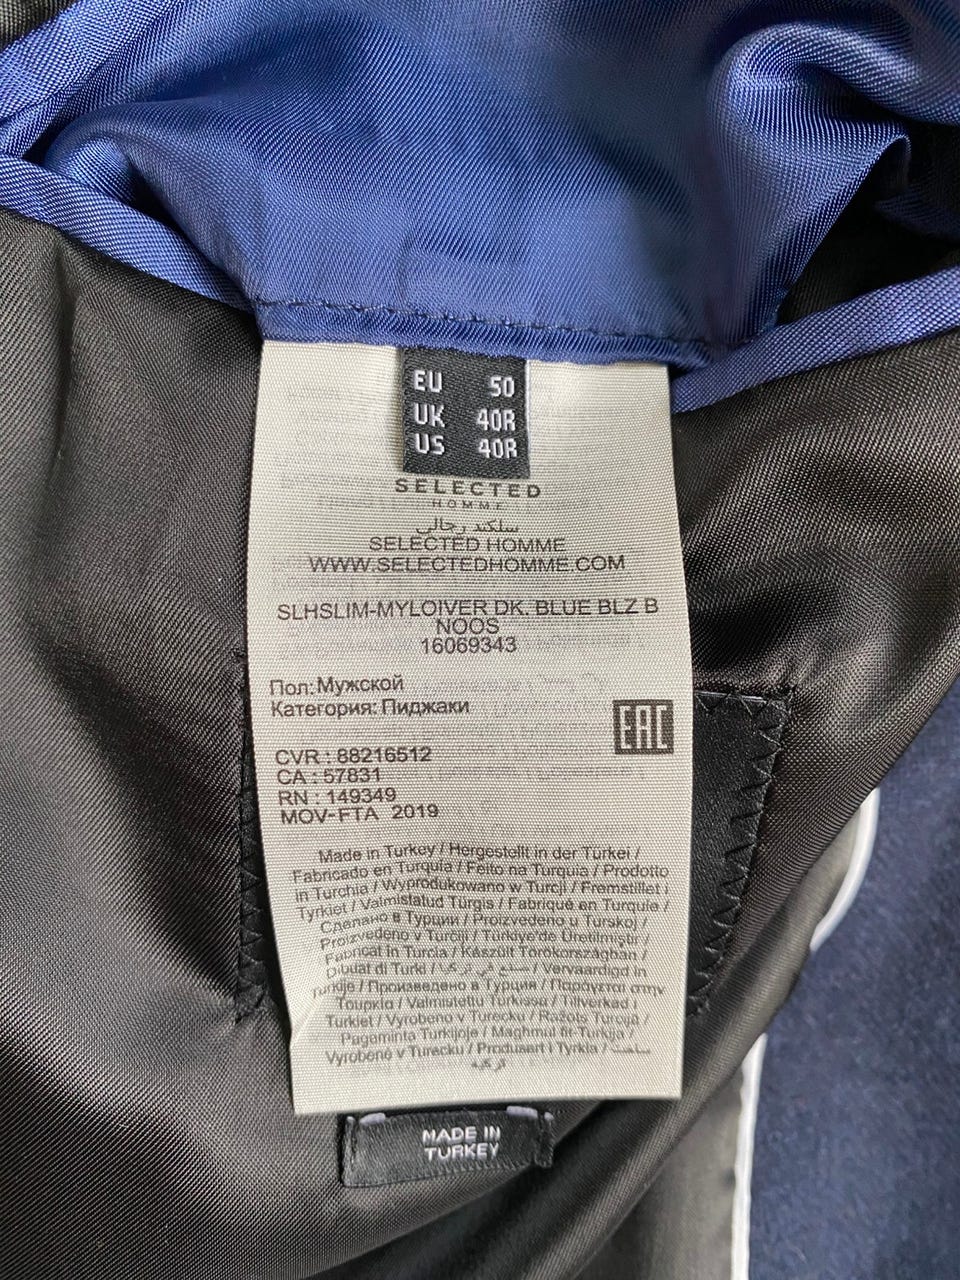 EU 50
UK 40R
US 40R
SELECTED
HOMME
سلكتد رجالي
SELECTED HOMME
WWW.SELECTEDHOMME.COM
SLHSLIM-MYLOIVER DK. BLUE BLZ B
NOOS
16069343
Пол: Мужской
Категория: Пиджаки
EAC
CVR : 88216512
CA : 57831
RN : 149349
MOV-FTA 2019
Made in Turkey / Hergestellt in der Türkei /
Fabricado en Turquía / Feito na Turquia / Prodotto
in Turchia / Wyprodukowano w Turcji / Fremstillet i
Tyrkiet / Valmistatud Türgis / Fabriqué en Turquie /
Сделано в Турции / Proizvedeno u Turskoj /
Proizvedeno v Turčiji / Türkiye'de Üretilmiştir /
Fabricat în Turcia / Készült Törökországban /
Dibuat di Turki / صنع في تركيا / Vervaardigd in
Turkije / Произведено в Турция / Παράγεται στην
Τουρκία / Valmistettu Turkissa / Tillverkad i
Turkiet / Vyrobeno v Turecku / Ražots Turcijā /
Pagaminta Turkijoje / Maghmul fit-Turkija /
Vyrobené v Turecku / Produsert i Tyrkia / ساخت
ترکیه
MADE IN
TURKEY